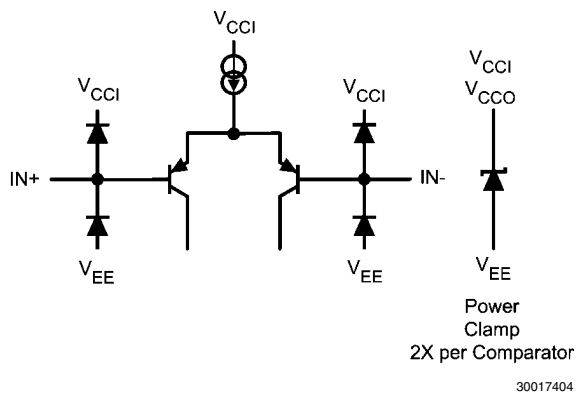 VCCI
VCCI
VCCI
VCCI
VCCO
IN+
IN-
VEE
VEE
VEE
Power
Clamp
2X per Comparator
30017404